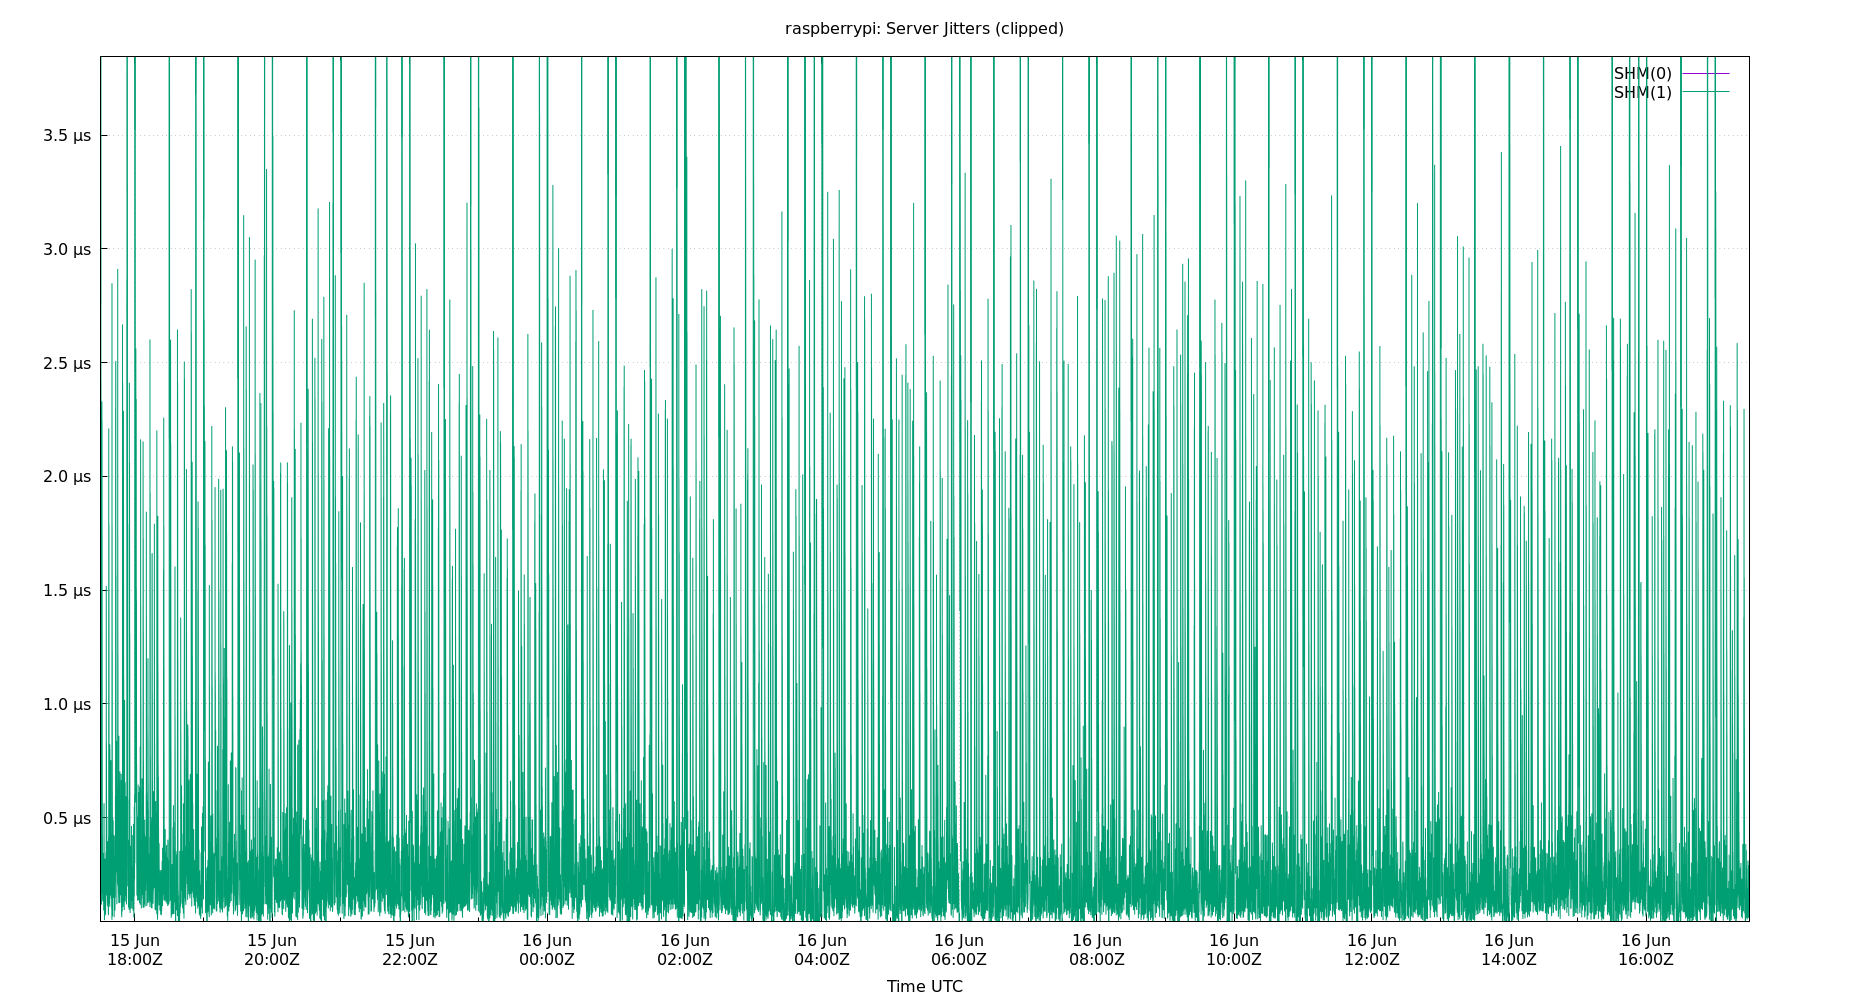 raspberrypi: Server Jitters (clipped)
SHM(0)
SHM(1)
3.5 µs
3.0 µs
2.5 µs
2.0 µs
1.5 µs
1.0 µs
0.5 µs
15 Jun 15 Jun 15 Jun 16 Jun 16 Jun 16 Jun 16 Jun 16 Jun 16 Jun 16 Jun 16 Jun 16 Jun
18:00Z 20:00Z 22:00Z 00:00Z 02:00Z 04:00Z 06:00Z 08:00Z 10:00Z 12:00Z 14:00Z 16:00Z
Time UTC